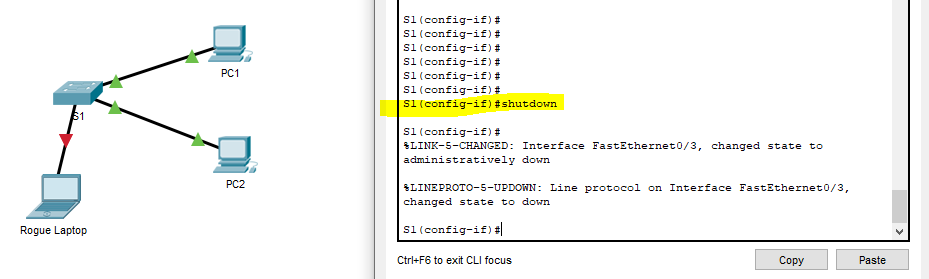 PC1
S1
PC2
Rogue Laptop
S1(config-if)#
S1(config-if)#
S1(config-if)#
S1(config-if)#
S1(config-if)#
S1(config-if)#
S1(config-if)#shutdown
S1(config-if)#
%LINK-5-CHANGED: Interface FastEthernet0/3, changed state to
administratively down
%LINEPROTO-5-UPDOWN: Line protocol on Interface FastEthernet0/3,
changed state to down
S1(config-if)#
Ctrl+F6 to exit CLI focus
Copy
Paste